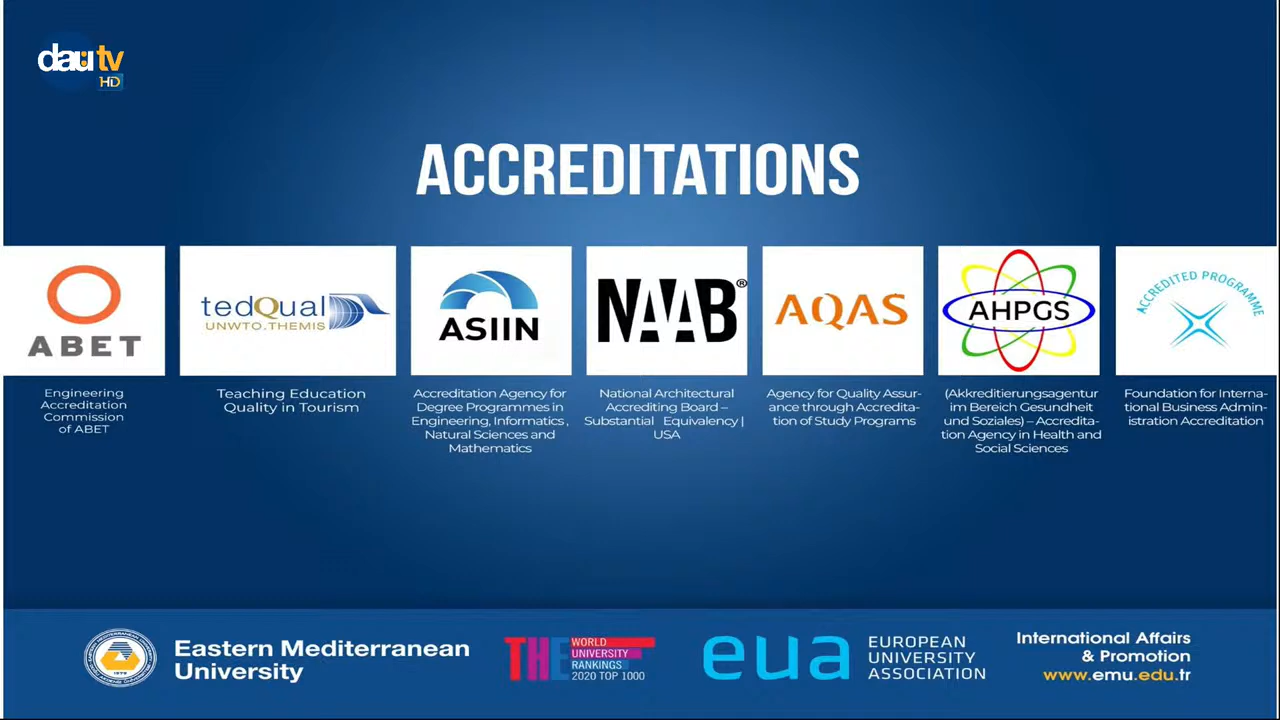 daütv
HD
ACCREDITATIONS
ABET
Engineering
Accreditation
Commission
of ABET
tedQual
UNWTO.THEMIS
Teaching Education
Quality in Tourism
ASIIN
Accreditation Agency for
Degree Programmes in
Engineering, Informatics,
Natural Sciences and
Mathematics
NAAB®
National Architectural
Accrediting Board –
Substantial Equivalency |
USA
AQAS
Agency for Quality Assur-
ance through Accredita-
tion of Study Programs
AHPGS
(Akkreditierungsagentur
im Bereich Gesundheit
und Soziales) – Accredita-
tion Agency in Health and
Social Sciences
ACCREDITED PROGRAMME
Foundation for Interna-
tional Business Admin-
istration Accreditation
1979
Eastern Mediterranean
University
THE
WORLD
UNIVERSITY
RANKINGS
2020 TOP 1000
eua
EUROPEAN
UNIVERSITY
ASSOCIATION
International Affairs
& Promotion
www.emu.edu.tr